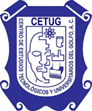 CETUG
CENTRO DE ESTUDIOS TECNOLÓGICOS Y UNIVERSITARIOS DEL GOLFO, A. C.